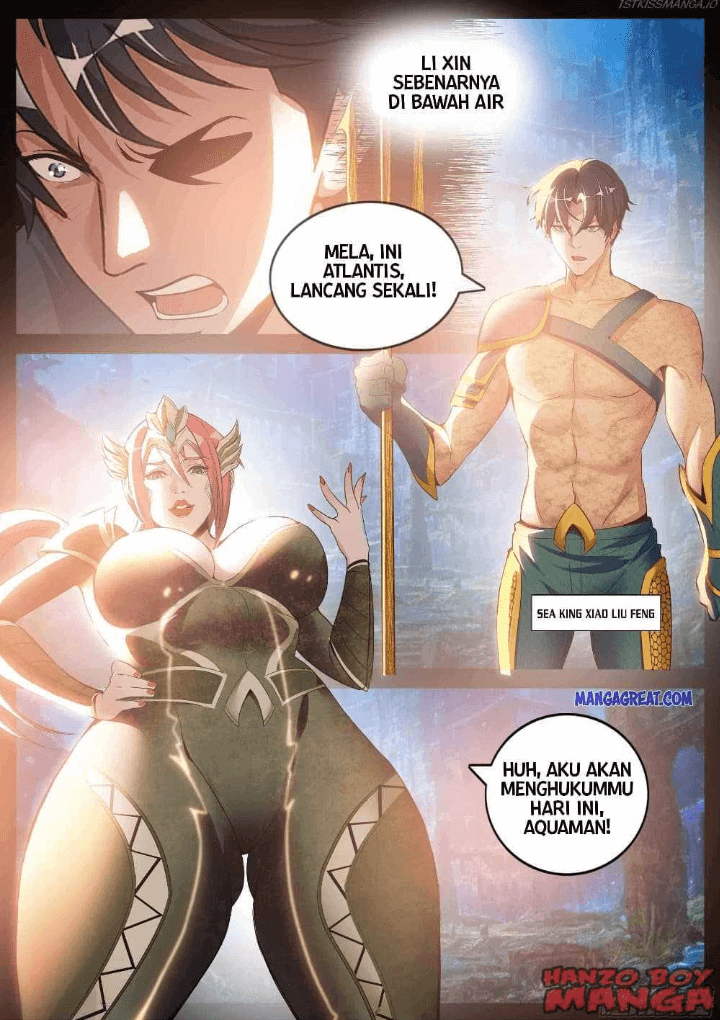 1STKISSMANGA.IO
LI XIN
SEBENARNYA
DI BAWAH AIR
MELA, INI
ATLANTIS,
LANCANG SEKALI!
SEA KING XIAO LIU FENG
MANGAGREAT.COM
HUH, AKU AKAN
MENGHUKUMMU
HARI INI,
AQUAMAN!
HANZO BOY
MANGA